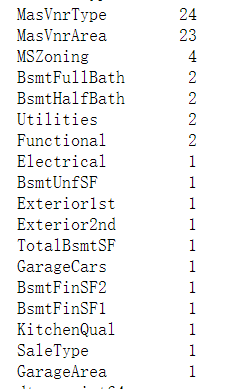 MasVnrType 24
MasVnrArea 23
MSZoning 4
BsmtFullBath 2
BsmtHalfBath 2
Utilities 2
Functional 2
Electrical 1
BsmtUnfSF 1
Exterior1st 1
Exterior2nd 1
TotalBsmtSF 1
GarageCars 1
BsmtFinSF2 1
BsmtFinSF1 1
KitchenQual 1
SaleType 1
GarageArea 1